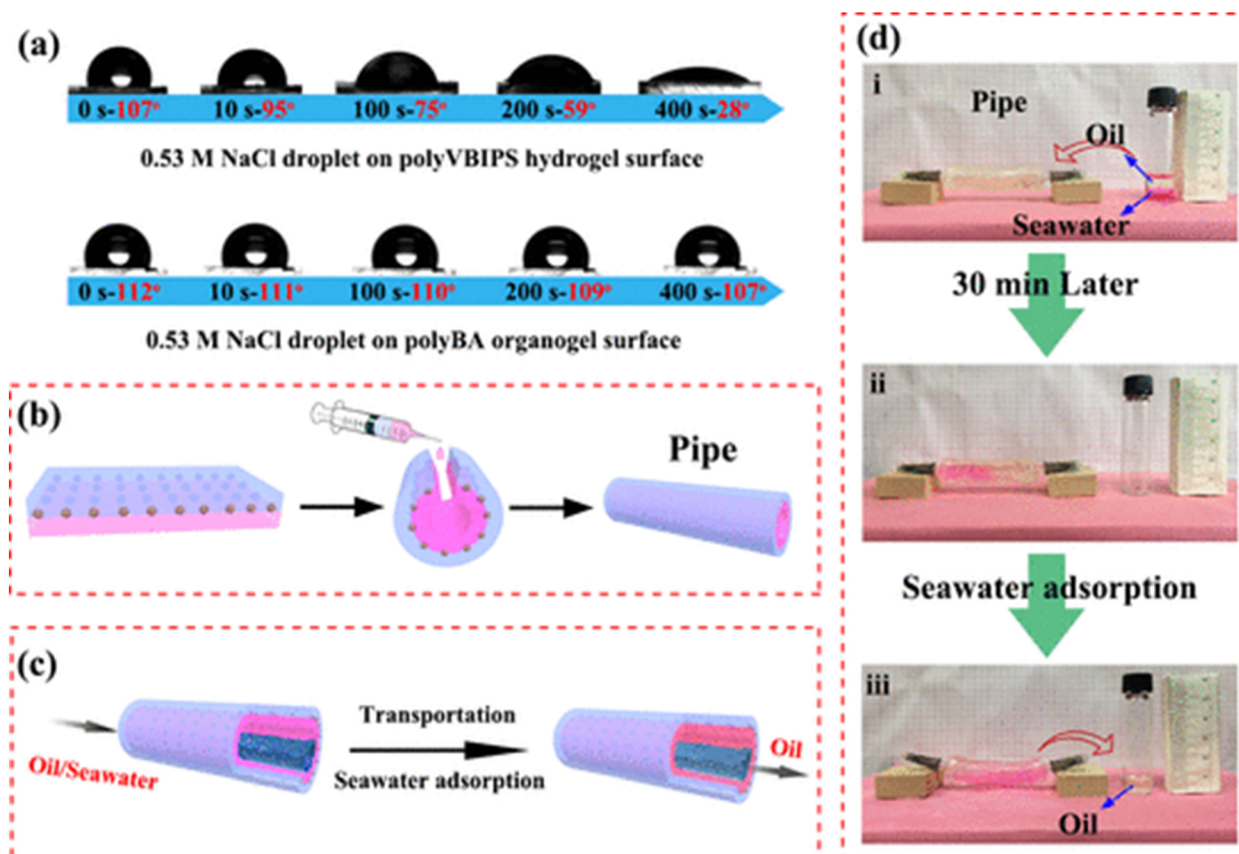 (a)
0 s-107° 10 s-95° 100 s-75° 200 s-59° 400 s-28°
0.53 M NaCl droplet on polyVBIPS hydrogel surface
0 s-112° 10 s-111° 100 s-110° 200 s-109° 400 s-107°
0.53 M NaCl droplet on polyBA organogel surface
(b)
Pipe
(c)
Oil/Seawater
Transportation
Seawater adsorption
Oil
(d)
i
Pipe
Oil
Seawater
30 min Later
ii
Seawater adsorption
iii
Oil